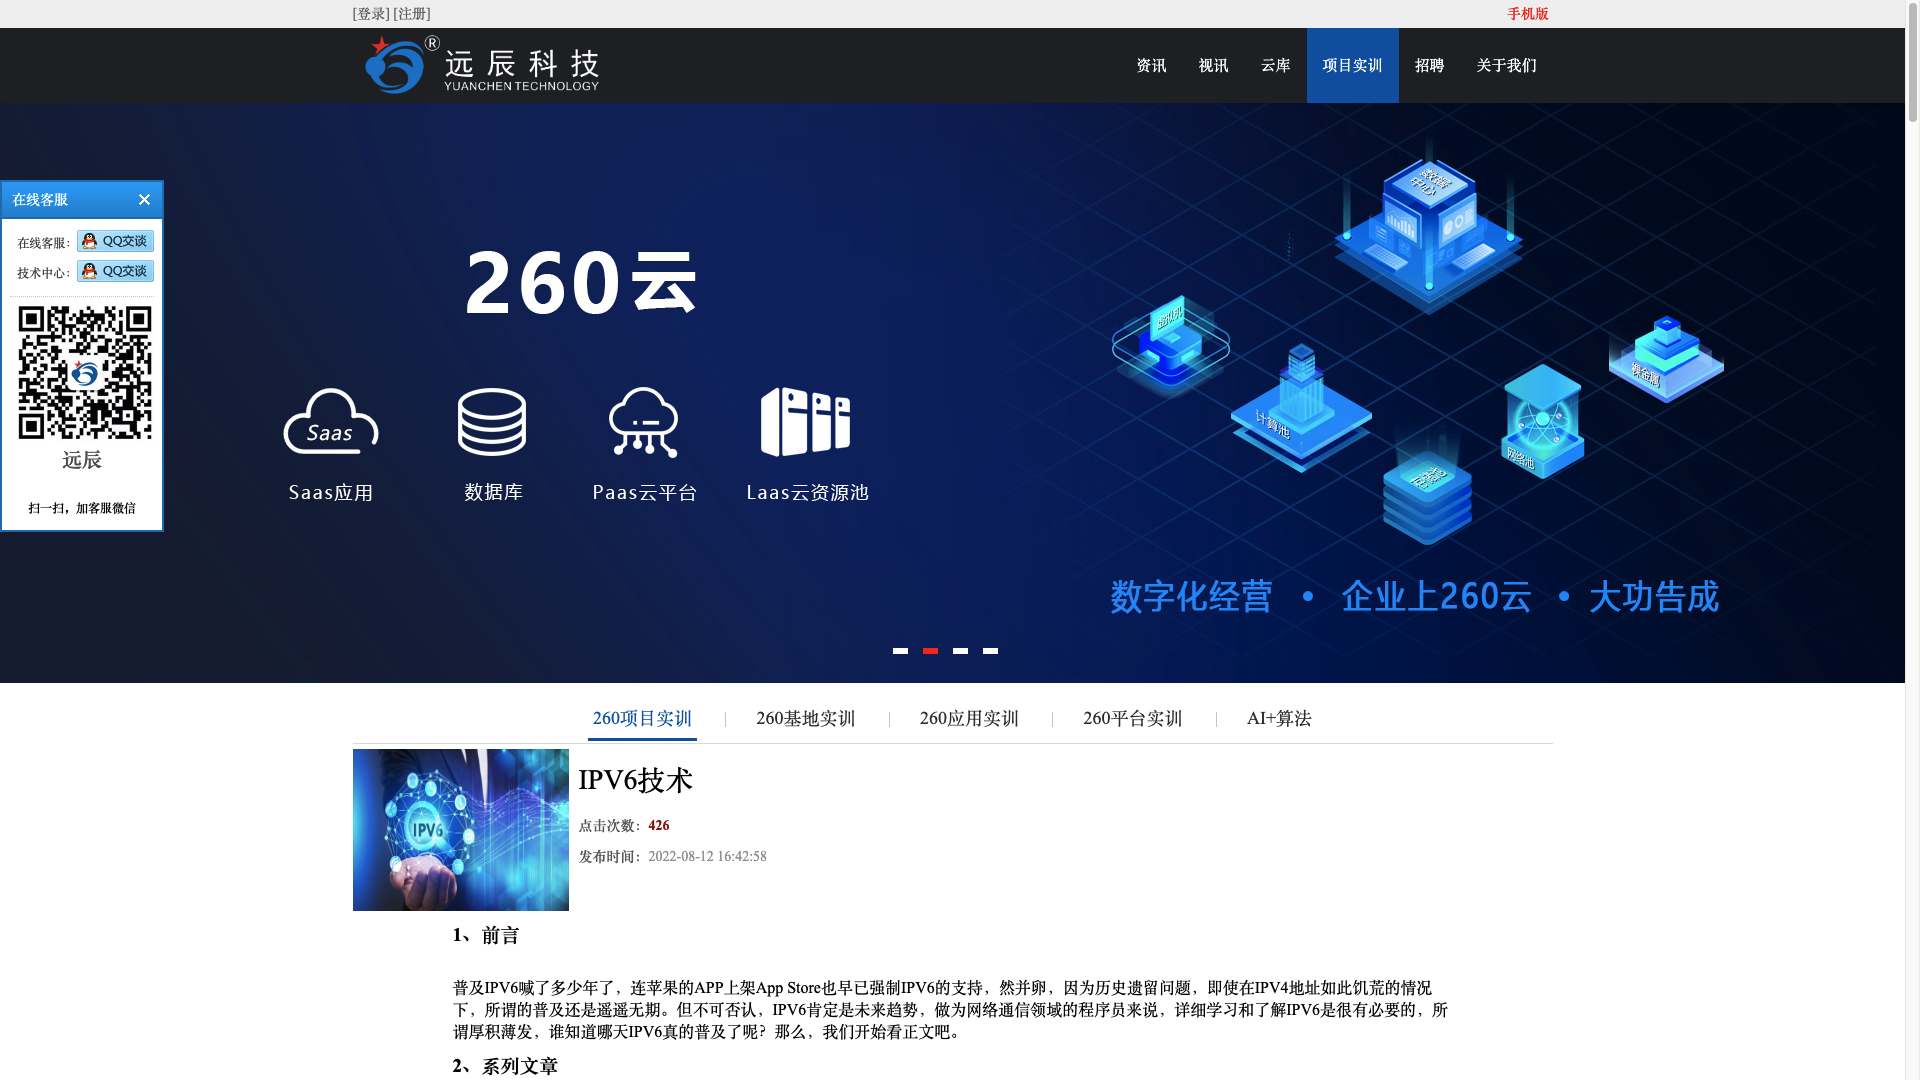 [登录] [注册]
手机版
远辰科技
YUANCHEN TECHNOLOGY
资讯
视讯
云库
项目实训
招聘
关于我们
在线客服
在线客服：
QQ交谈
技术中心：
QQ交谈
远辰
扫一扫，加客服微信
260云
Saas
Saas应用
数据库
Paas云平台
Laas云资源池
数据
中心
虚拟机
计算池
网络池
裸金属
数字化经营 • 企业上260云 • 大功告成
260项目实训
260基地实训
260应用实训
260平台实训
AI+算法
IPV6
IPV6技术
点击次数：426
发布时间：2022-08-12 16:42:58
1、前言
普及IPV6喊了多少年了，连苹果的APP上架App Store也早已强制IPV6的支持，然并卵，因为历史遗留问题，即使在IPV4地址如此饥荒的情况
下，所谓的普及还是遥遥无期。但不可否认，IPV6肯定是未来趋势，做为网络通信领域的程序员来说，详细学习和了解IPV6是很有必要的，所
谓厚积薄发，谁知道哪天IPV6真的普及了呢？那么，我们开始看正文吧。
2、系列文章